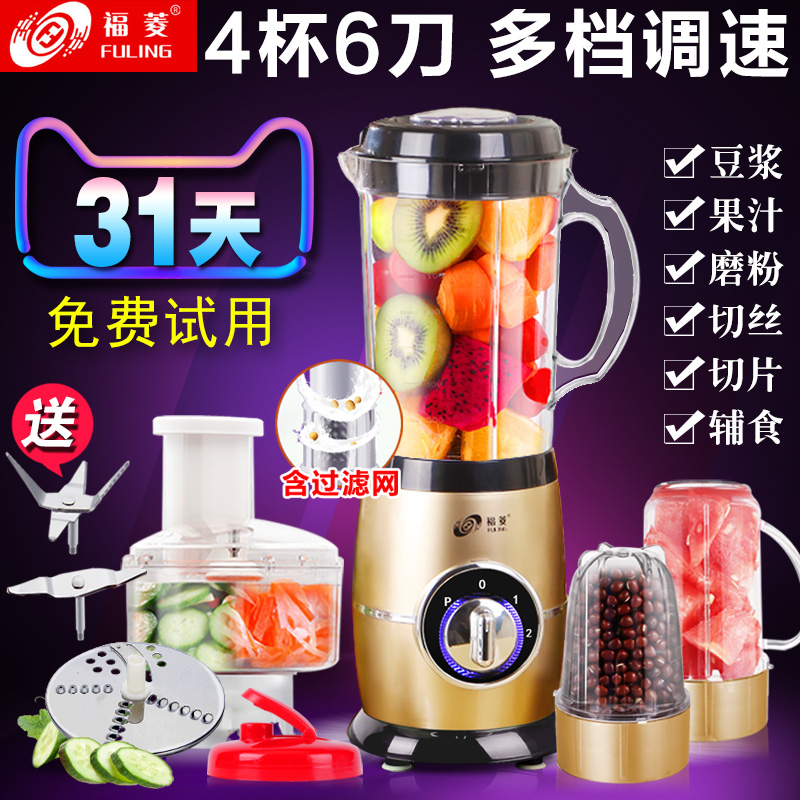 福菱
FULING
4杯6刀 多档调速
31天
免费试用
豆浆
果汁
磨粉
切丝
切片
辅食
送
含过滤网
福菱
FULING
P 0 1 2